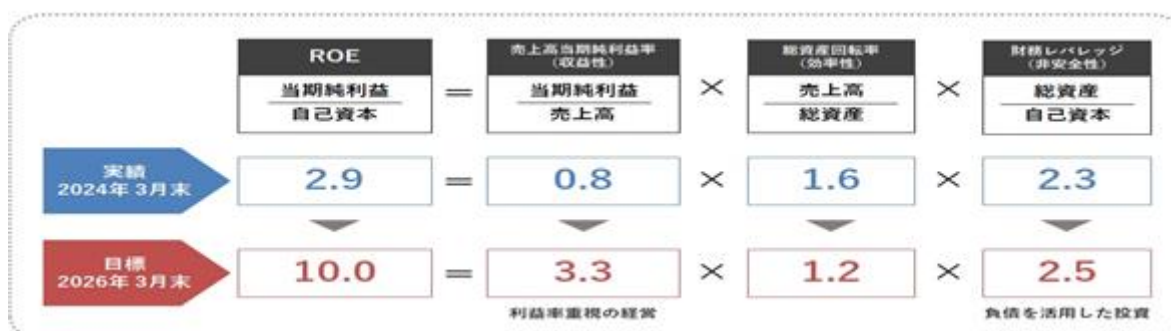 ROE
当期純利益
自己資本
=
売上高当期純利益率
(収益性)
当期純利益
売上高
×
総資産回転率
(効率性)
売上高
総資産
×
財務レバレッジ
(非安全性)
総資産
自己資本
実績
2024年 3月末
2.9 = 0.8 × 1.6 × 2.3
目標
2026年 3月末
10.0 = 3.3 × 1.2 × 2.5
利益率重視の経営
負債を活用した投資